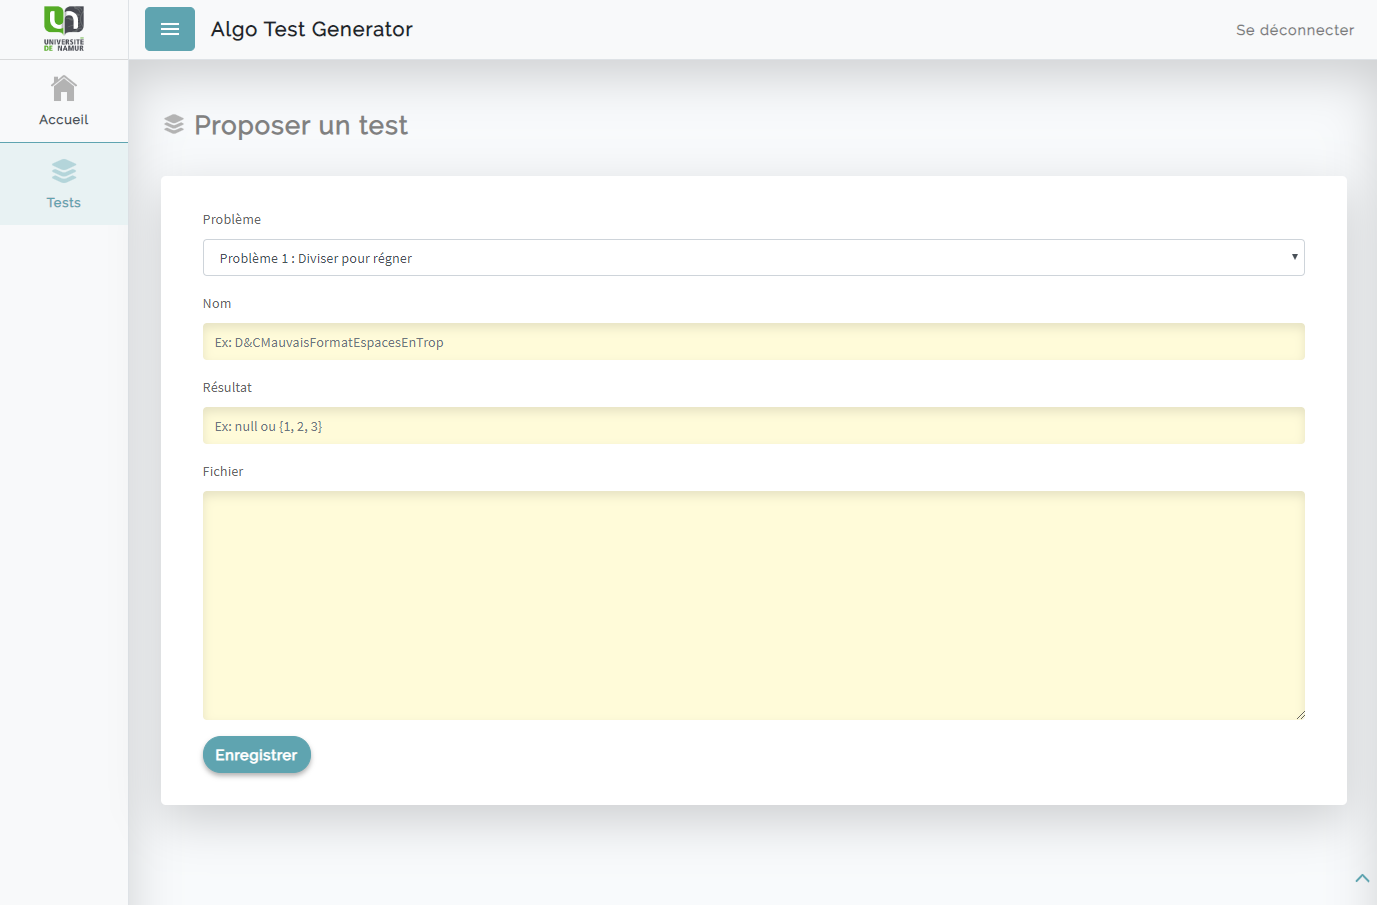 UNIVERSITÉ
DE NAMUR
Algo Test Generator
Se déconnecter
Accueil
Tests
Proposer un test
Problème
Problème 1 : Diviser pour régner
Nom
Ex: D&CMauvaisFormatEspacesEnTrop
Résultat
Ex: null ou {1, 2, 3}
Fichier
Enregistrer